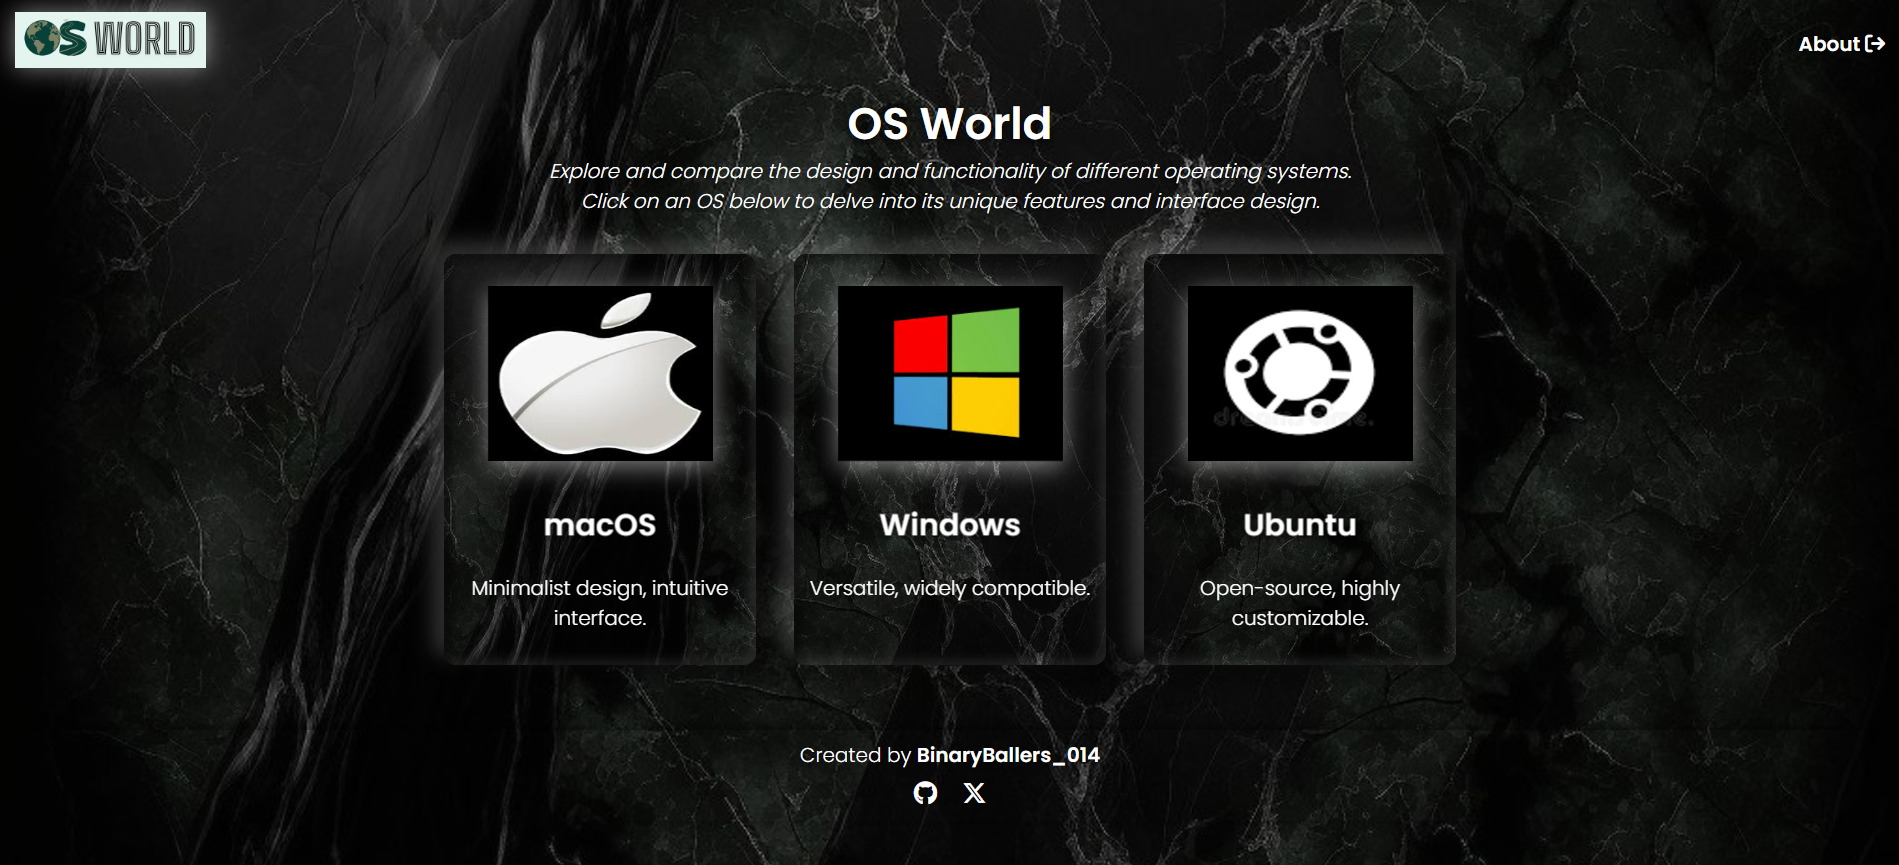 OS WORLD
About
OS World
Explore and compare the design and functionality of different operating systems.
Click on an OS below to delve into its unique features and interface design.
macOS
Minimalist design, intuitive
interface.
Windows
Versatile, widely compatible.
Ubuntu
Open-source, highly
customizable.
Created by BinaryBallers_014